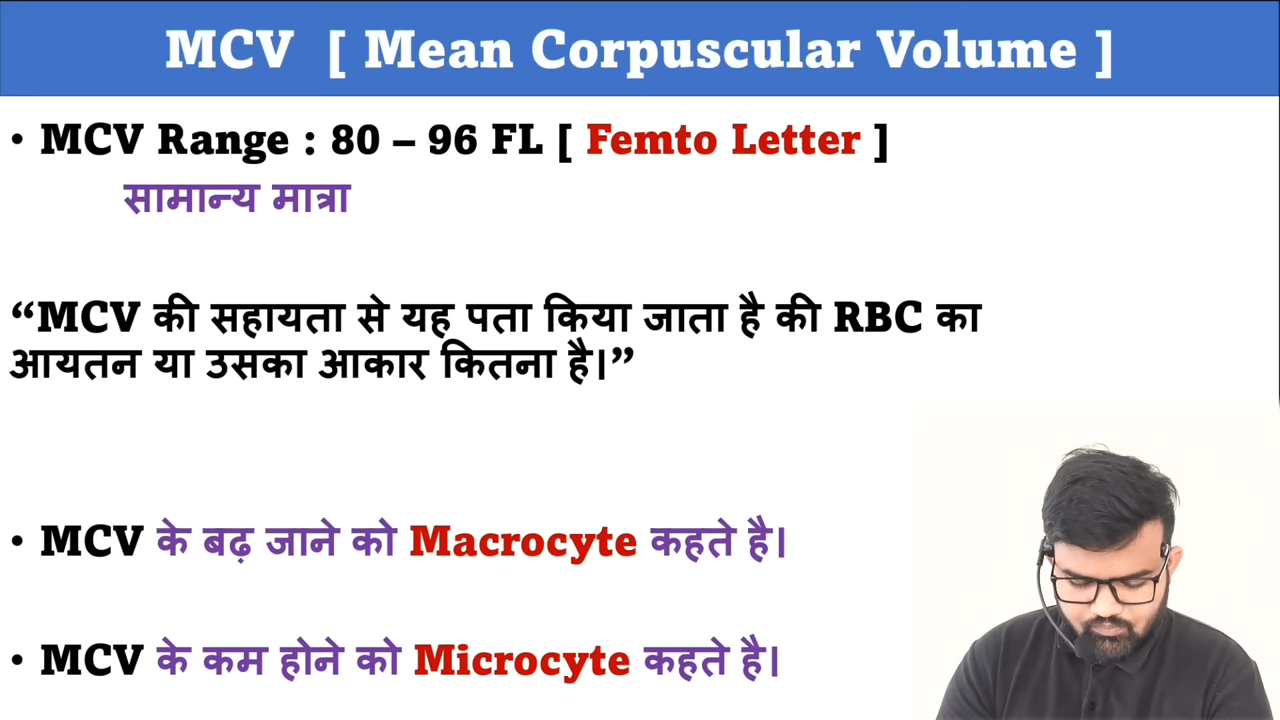 MCV [ Mean Corpuscular Volume ]
• MCV Range : 80 – 96 FL [ Femto Letter ]
सामान्य मात्रा
“MCV की सहायता से यह पता किया जाता है की RBC का
आयतन या उसका आकार कितना है।”
• MCV के बढ़ जाने को Macrocyte कहते है।
• MCV के कम होने को Microcyte कहते है।